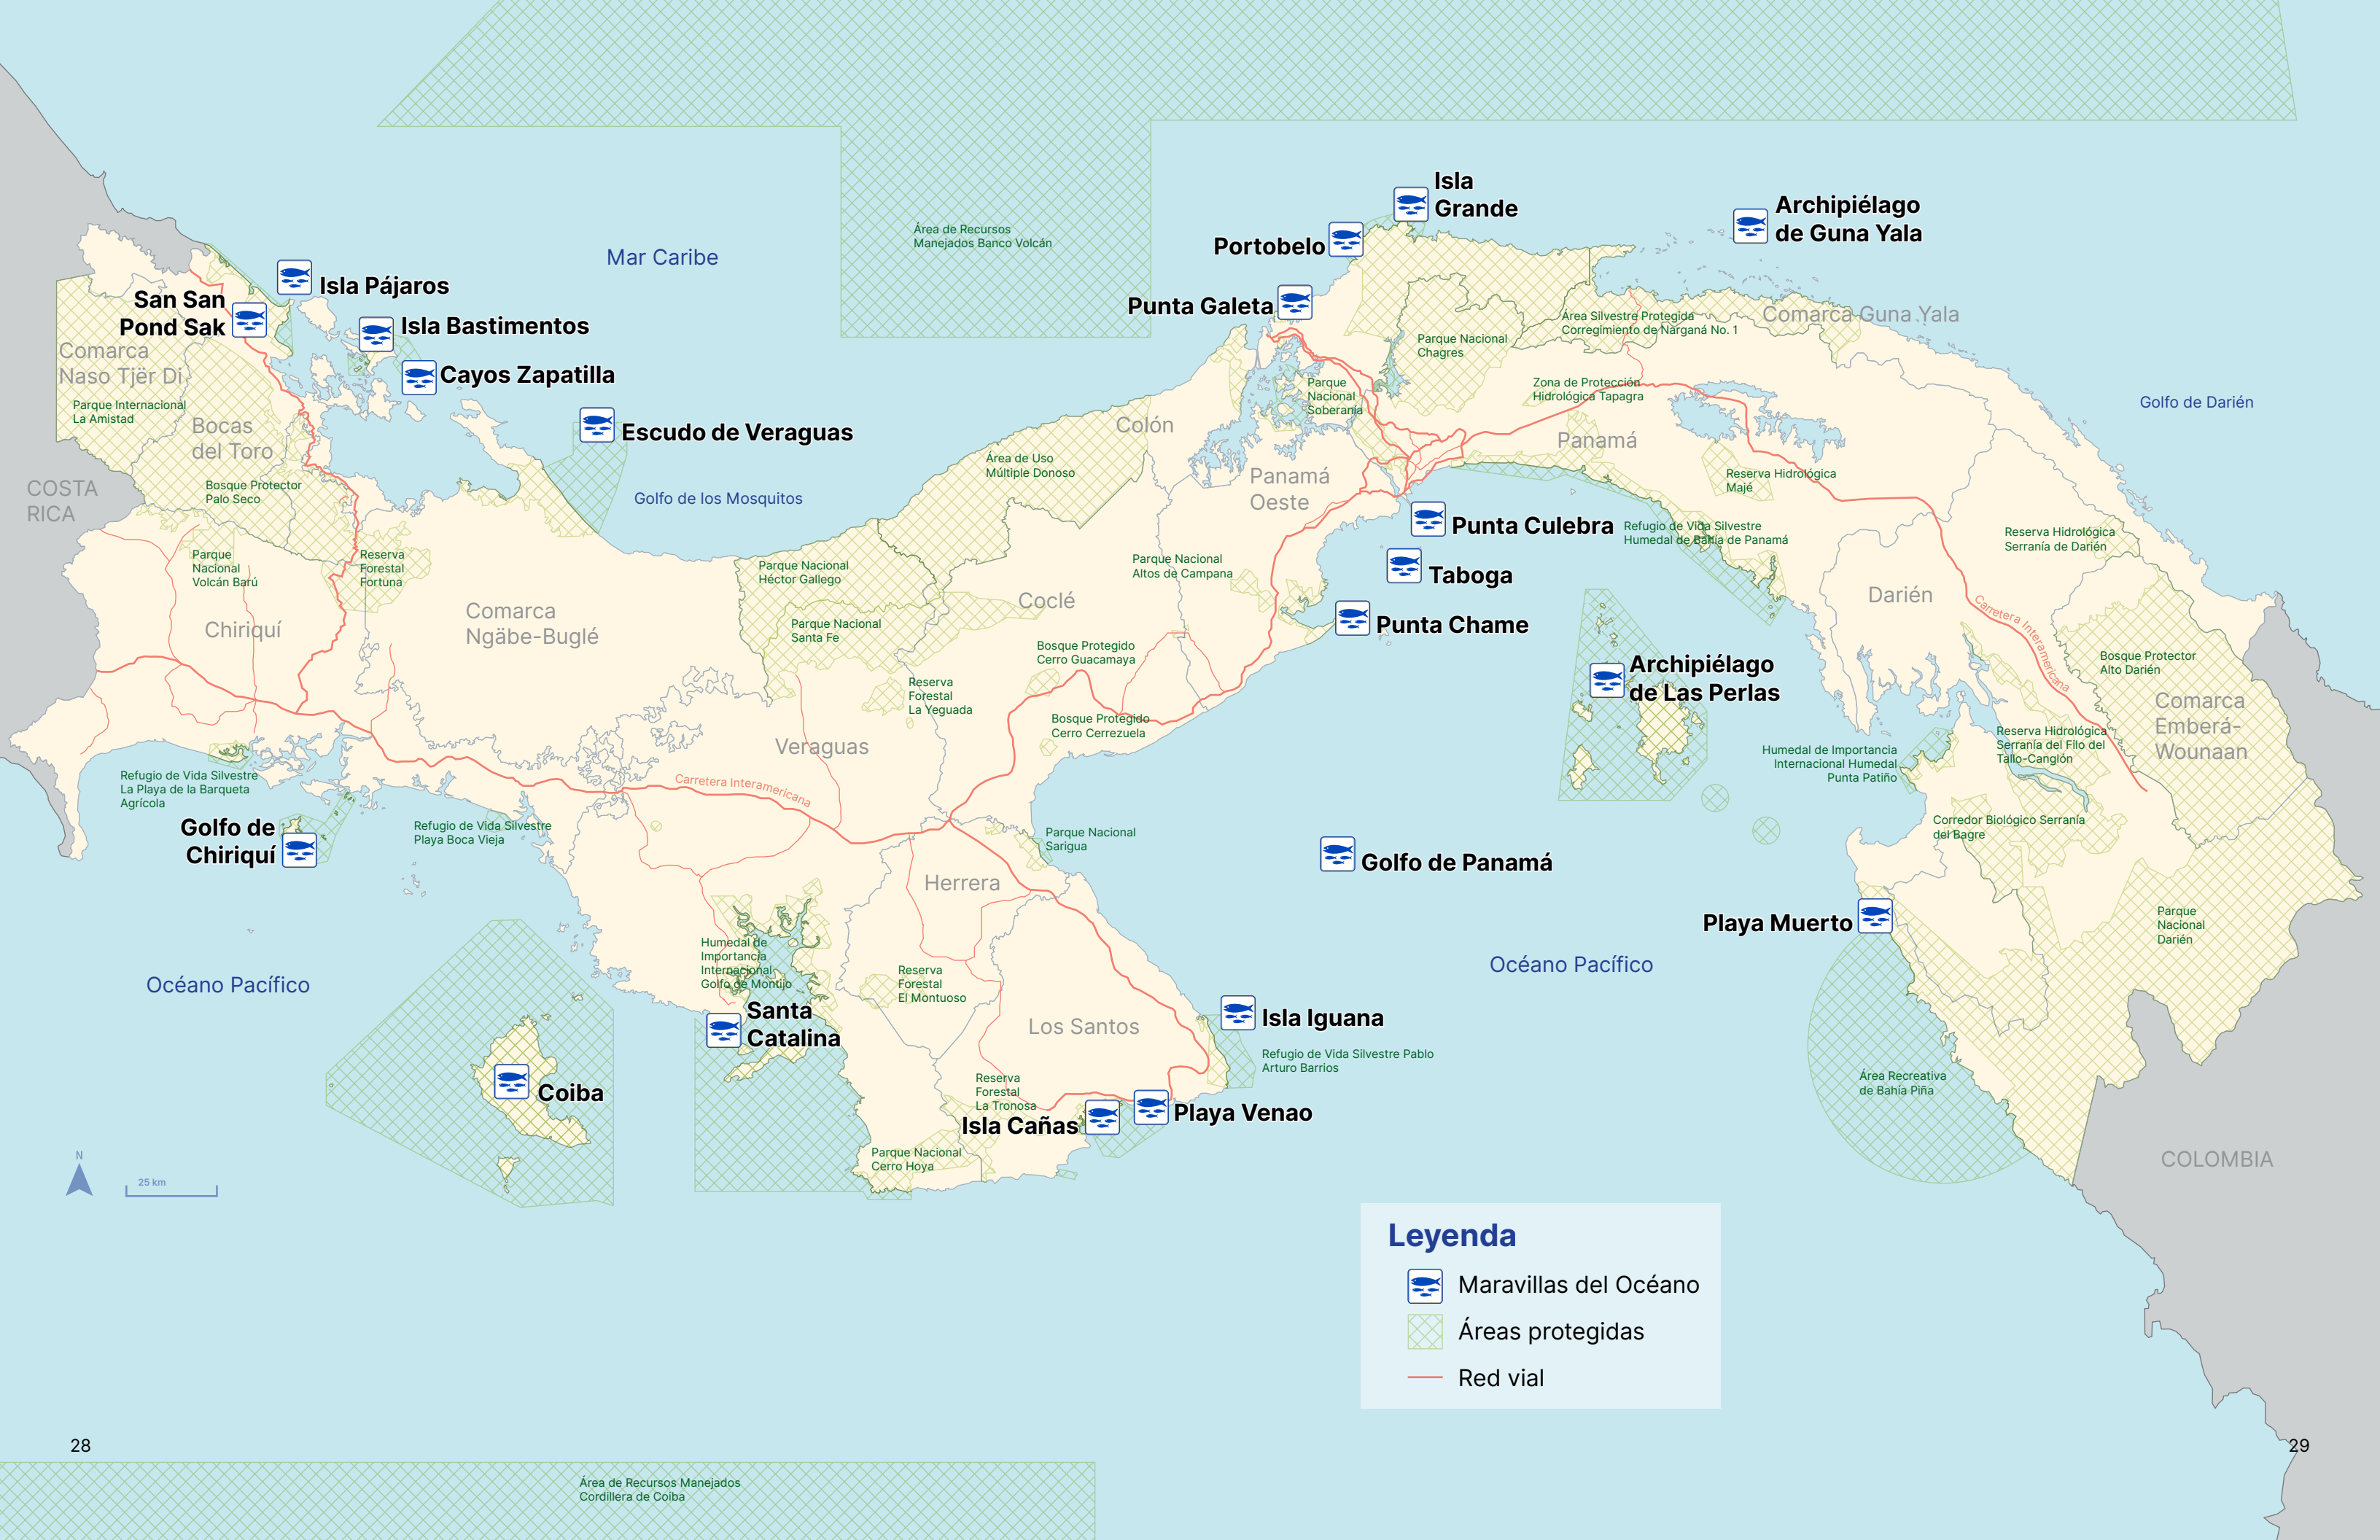 Isla
Grande
Archipiélago
de Guna Yala
Área de Recursos
Manejados Banco Volcán
Portobelo
Mar Caribe
Isla Pájaros
San San
Pond Sak
Punta Galeta
Isla Bastimentos
Área Silvestre Protegida
Corregimiento de Narganá No. 1
Comarca Guna Yala
Parque Nacional
Chagres
Comarca
Naso Tjër Di
Cayos Zapatilla
Parque
Nacional
Soberanía
Zona de Protección
Hidrológica Tapagra
Golfo de Darién
Parque Internacional
La Amistad
Bocas
del Toro
Escudo de Veraguas
Colón
Panamá
Área de Uso
Múltiple Donoso
Panamá
Oeste
Reserva Hidrológica
Majé
COSTA
RICA
Bosque Protector
Palo Seco
Golfo de los Mosquitos
Punta Culebra
Refugio de Vida Silvestre
Humedal de Bahía de Panamá
Reserva Hidrológica
Serranía de Darién
Parque
Nacional
Volcán Barú
Reserva
Forestal
Fortuna
Parque Nacional
Héctor Gallego
Parque Nacional
Altos de Campana
Taboga
Comarca
Ngäbe-Buglé
Coclé
Darién
Carretera Interamericana
Chiriquí
Parque Nacional
Santa Fe
Punta Chame
Bosque Protegido
Cerro Guacamaya
Archipiélago
de Las Perlas
Bosque Protector
Alto Darién
Reserva
Forestal
La Yeguada
Comarca
Emberá-
Wounaan
Bosque Protegido
Cerro Cerrezuela
Veraguas
Reserva Hidrológica
Serranía del Filo del
Tallo-Canglón
Humedal de Importancia
Internacional Humedal
Punta Patiño
Refugio de Vida Silvestre
La Playa de la Barqueta
Agrícola
Carretera Interamericana
Golfo de
Chiriquí
Refugio de Vida Silvestre
Playa Boca Vieja
Parque Nacional
Sarigua
Corredor Biológico Serranía
del Bagre
Golfo de Panamá
Herrera
Playa Muerto
Parque
Nacional
Darién
Humedal de
Importancia
Internacional
Golfo de Montijo
Océano Pacífico
Océano Pacífico
Reserva
Forestal
El Montuoso
Santa
Catalina
Los Santos
Isla Iguana
Refugio de Vida Silvestre Pablo
Arturo Barrios
Coiba
Reserva
Forestal
La Tronosa
Área Recreativa
de Bahía Piña
Isla Cañas
Playa Venao
Parque Nacional
Cerro Hoya
COLOMBIA
N
25 km
Leyenda
Maravillas del Océano
Áreas protegidas
Red vial
28
29
Área de Recursos Manejados
Cordillera de Coiba